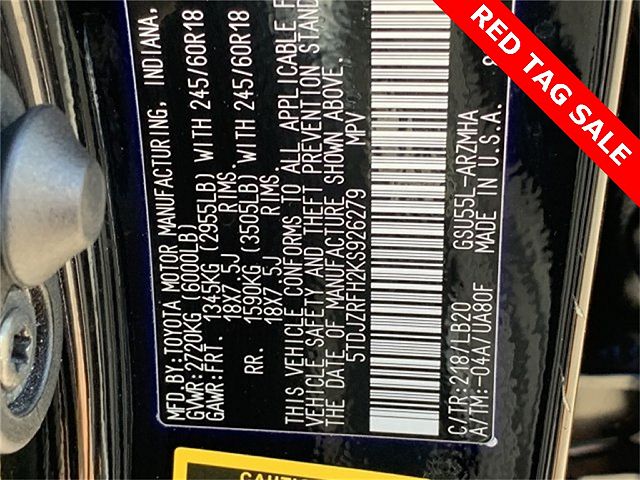 RED TAG SALE
MFD BY:TOYOTA MOTOR MANUFACTURING, INDIANA,
GVWR:2720KG (6000LB)
GAWR:FRT. 1345KG (2955LB) WITH 245/60R18
18X7.5J RIMS.
RR. 1590KG (3505LB) WITH 245/60R18
18X7.5J RIMS.
THIS VEHICLE CONFORMS TO ALL APPLICABLE F
VEHICLE SAFETY AND THEFT PREVENTION STAND
THE DATE OF MANUFACTURE SHOWN ABOVE.
5TDJZRFH2KS926279 MPV
C/TR:218/LB20 GSU55L-ARZMHA
A/TM:-04A/UA80F MADE IN U.S.A.
CAUTION